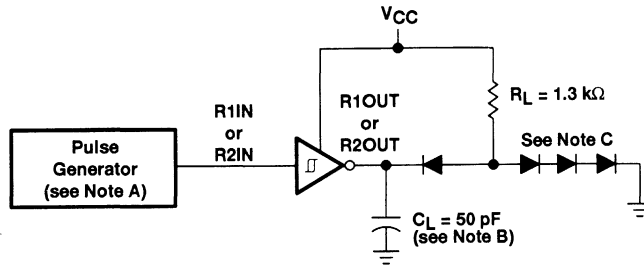 VCC
R1IN
or
R2IN
R1OUT
or
R2OUT
RL = 1.3 kΩ
See Note C
Pulse
Generator
(see Note A)
CL = 50 pF
(see Note B)